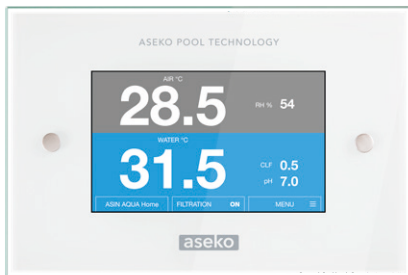 ASEKO POOL TECHNOLOGY
AIR °C
28.5
RH % 54
WATER °C
31.5
CLF 0.5
pH 7.0
ASIN AQUA Home FILTRATION ON MENU
aseko